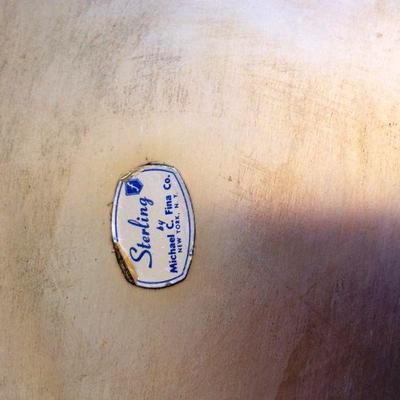 Sterling
by
Michael C. Fina Co.
NEW YORK, N. Y.